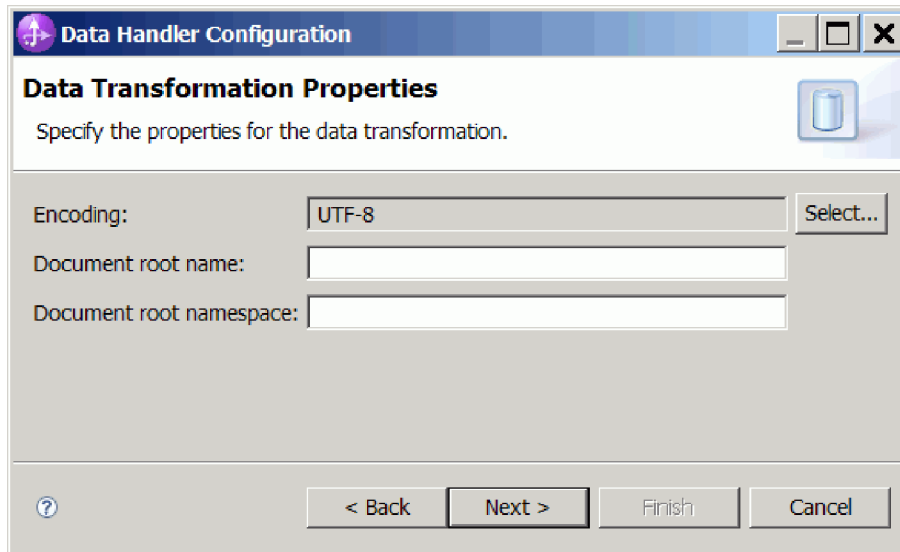 Data Handler Configuration
Data Transformation Properties
Specify the properties for the data transformation.
Encoding: UTF-8 Select...
Document root name:
Document root namespace:
? < Back Next > Finish Cancel